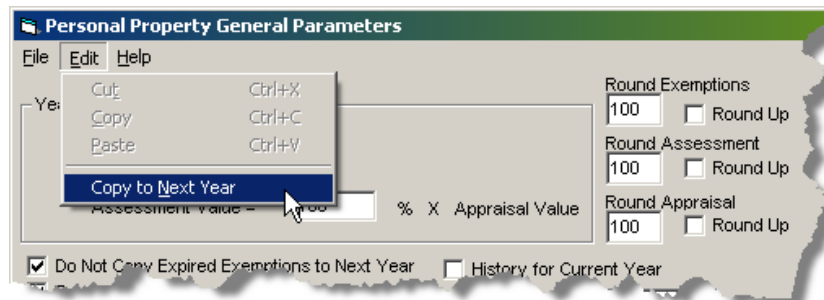 Personal Property General Parameters
File Edit Help
Cut Ctrl+X
Copy Ctrl+C
Paste Ctrl+V
Copy to Next Year
Round Exemptions
100 Round Up
Round Assessment
100 Round Up
Round Appraisal
100 Round Up
Assessment Value = % X Appraisal Value
Do Not Copy Expired Exemptions to Next Year History for Current Year